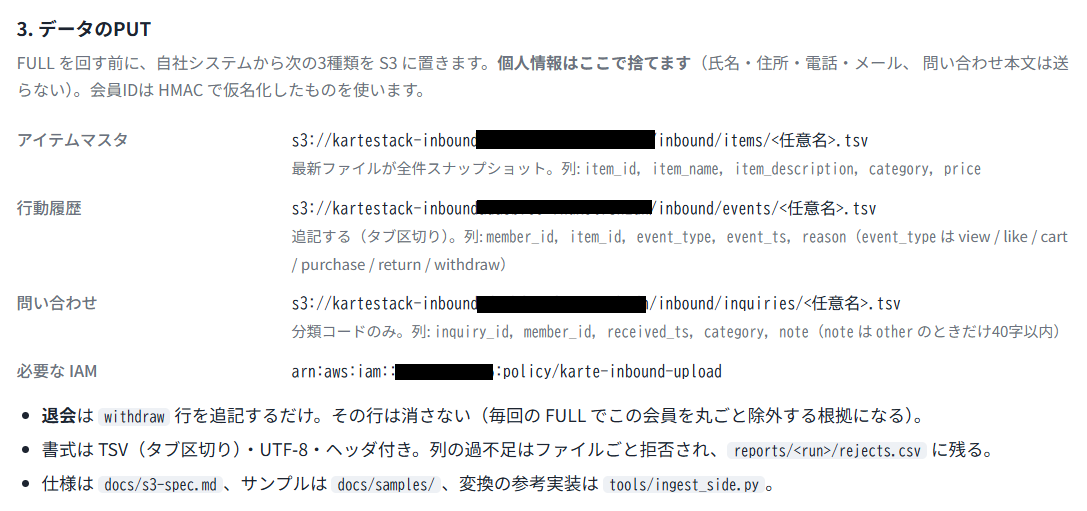 3. データのPUT
FULL を回す前に、自社システムから次の3種類を S3 に置きます。個人情報はここで捨てます（氏名・住所・電話・メール、 問い合わせ本文は送
らない）。会員IDは HMAC で仮名化したものを使います。
アイテムマスタ
s3://kartestack-inbound /inbound/items/<任意名>.tsv
最新ファイルが全件スナップショット。列: item_id, item_name, item_description, category, price
行動履歴
s3://kartestack-inbound /inbound/events/<任意名>.tsv
追記する（タブ区切り）。列: member_id, item_id, event_type, event_ts, reason（event_type は view / like / cart
/ purchase / return / withdraw）
問い合わせ
s3://kartestack-inbound /inbound/inquiries/<任意名>.tsv
分類コードのみ。列: inquiry_id, member_id, received_ts, category, note（note は other のときだけ40字以内）
必要な IAM
arn:aws:iam:: :policy/karte-inbound-upload
• 退会は withdraw 行を追記するだけ。その行は消さない（毎回の FULL でこの会員を丸ごと除外する根拠になる）。
• 書式は TSV（タブ区切り）・UTF-8・ヘッダ付き。列の過不足はファイルごと拒否され、 reports/<run>/rejects.csv に残る。
• 仕様は docs/s3-spec.md 、サンプルは docs/samples/ 、変換の参考実装は tools/ingest_side.py 。